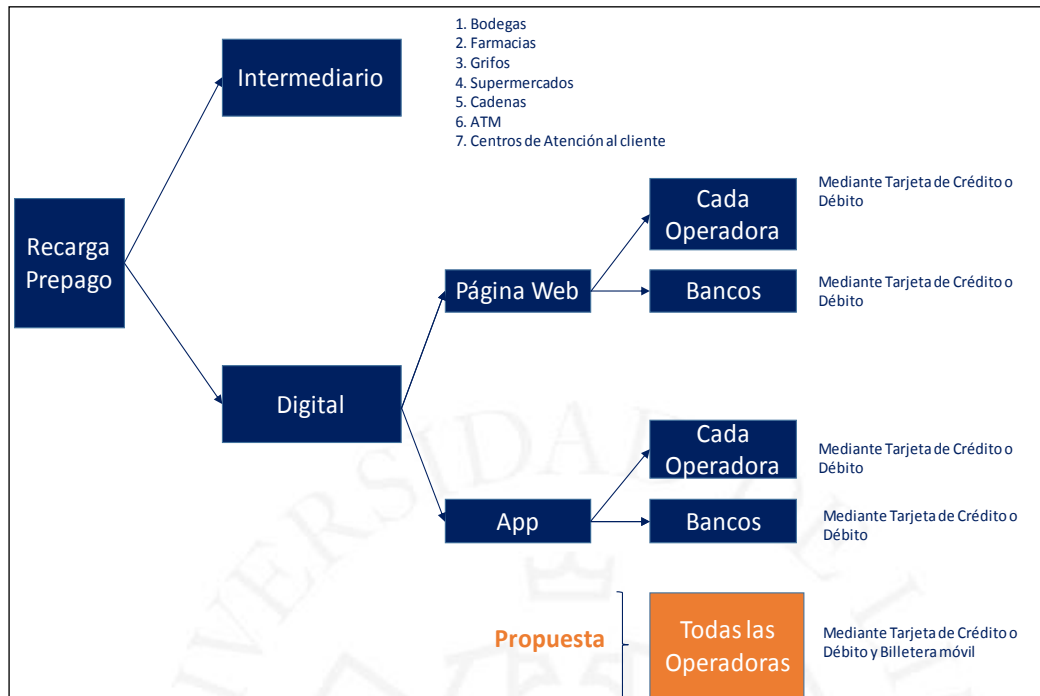 Intermediario
1. Bodegas
2. Farmacias
3. Grifos
4. Supermercados
5. Cadenas
6. ATM
7. Centros de Atención al cliente
Recarga
Prepago
Digital
Página Web
Cada
Operadora
Mediante Tarjeta de Crédito o
Débito
Bancos
Mediante Tarjeta de Crédito o
Débito
App
Cada
Operadora
Mediante Tarjeta de Crédito o
Débito
Bancos
Mediante Tarjeta de Crédito o
Débito
Propuesta
Todas las
Operadoras
Mediante Tarjeta de Crédito o
Débito y Billetera móvil